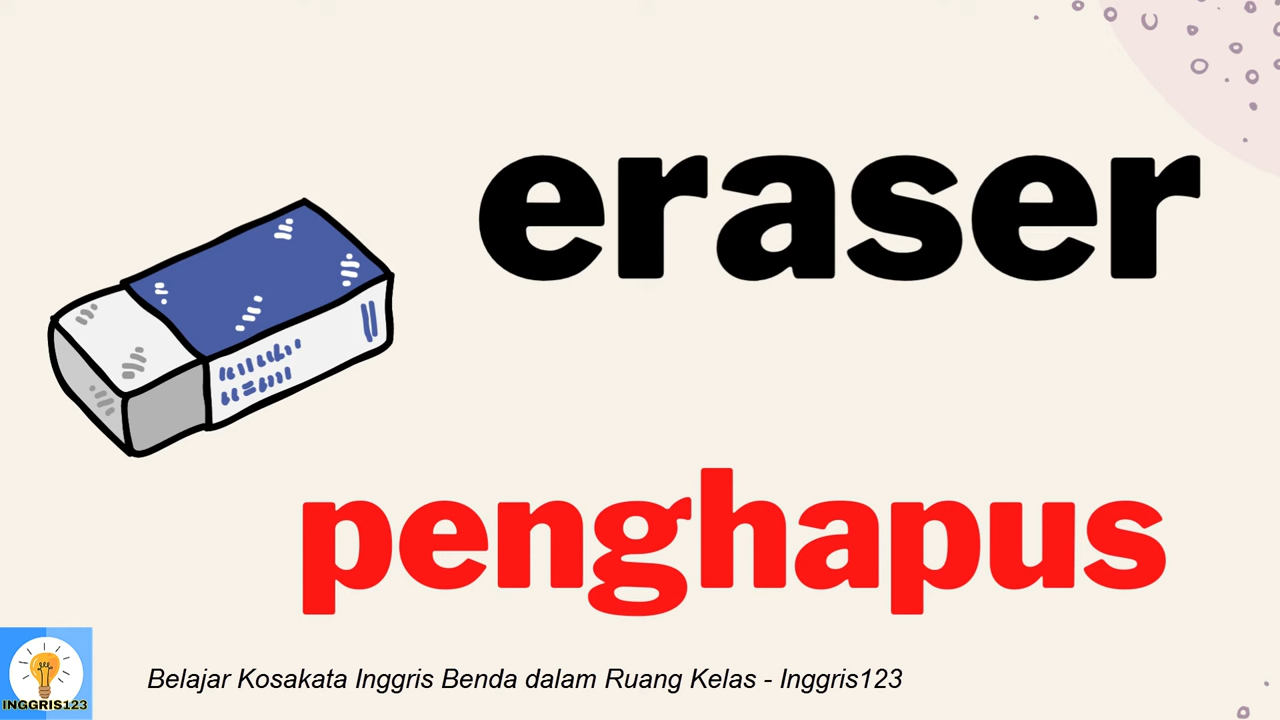 eraser
penghapus
INGGRIS123
Belajar Kosakata Inggris Benda dalam Ruang Kelas - Inggris123